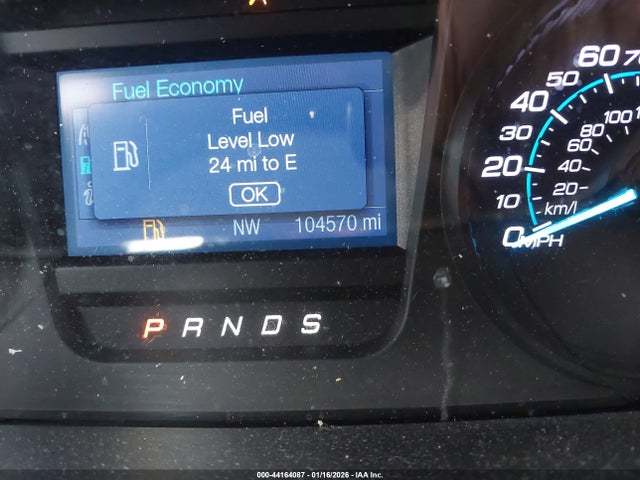 Fuel Economy
Fuel
Level Low
24 mi to E
OK
NW 104570 mi
P R N D S
0 10 20 30 40 50 60 70
20 40 60 80 100
km/l
MPH
000-44164087 - 01/16/2026 - IAA Inc.